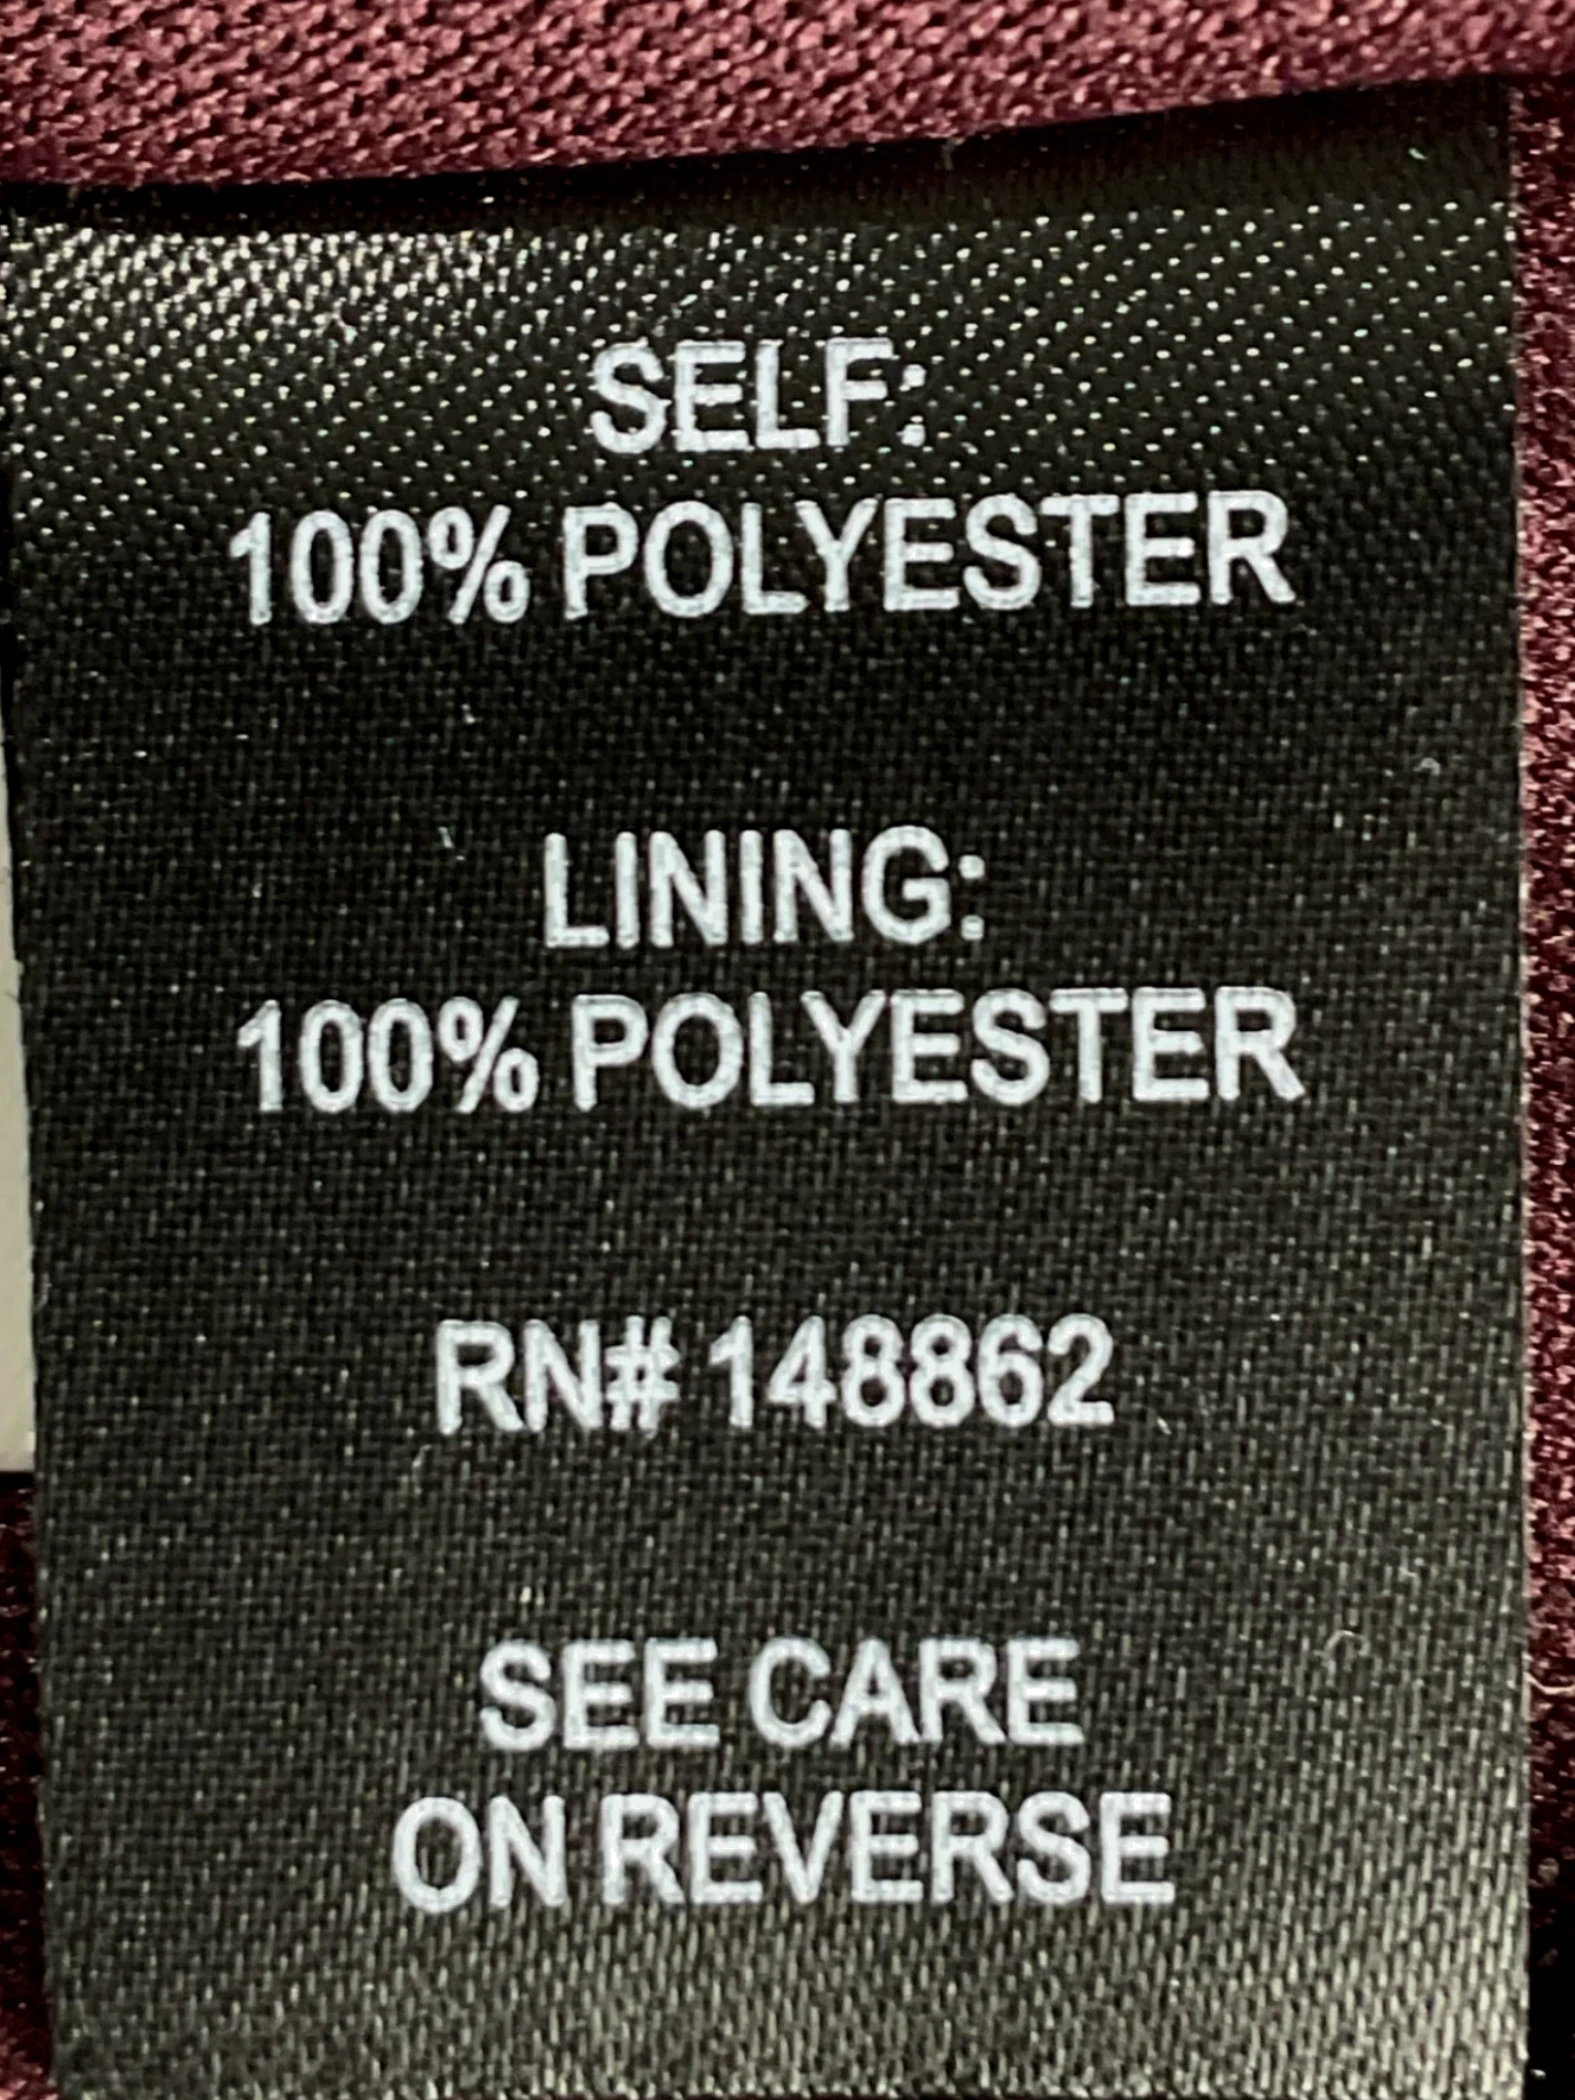 SELF:
100% POLYESTER
LINING:
100% POLYESTER
RN# 148862
SEE CARE
ON REVERSE